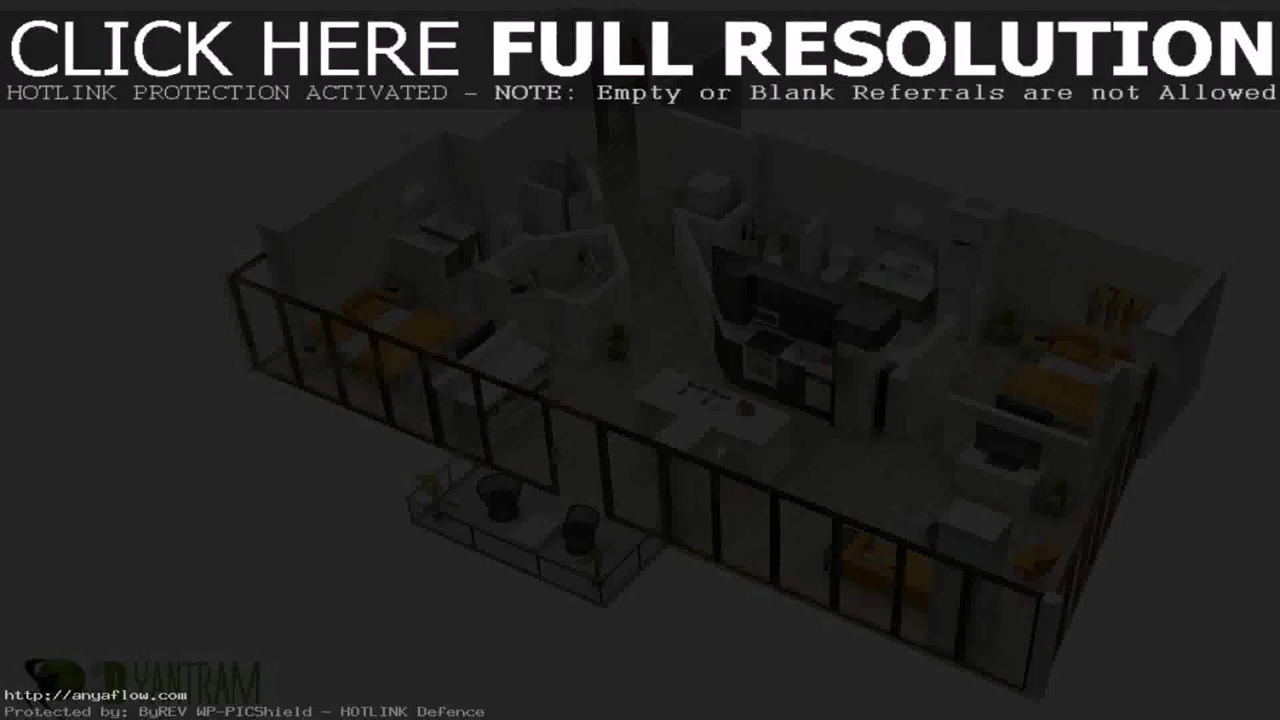 CLICK HERE FULL RESOLUTION
HOTLINK PROTECTION ACTIVATED - NOTE: Empty or Blank Referrals are not Allowed
YANTRAM
http://anyaflow.com
Protected by: ByREV WP-PICShield - HOTLINK Defence